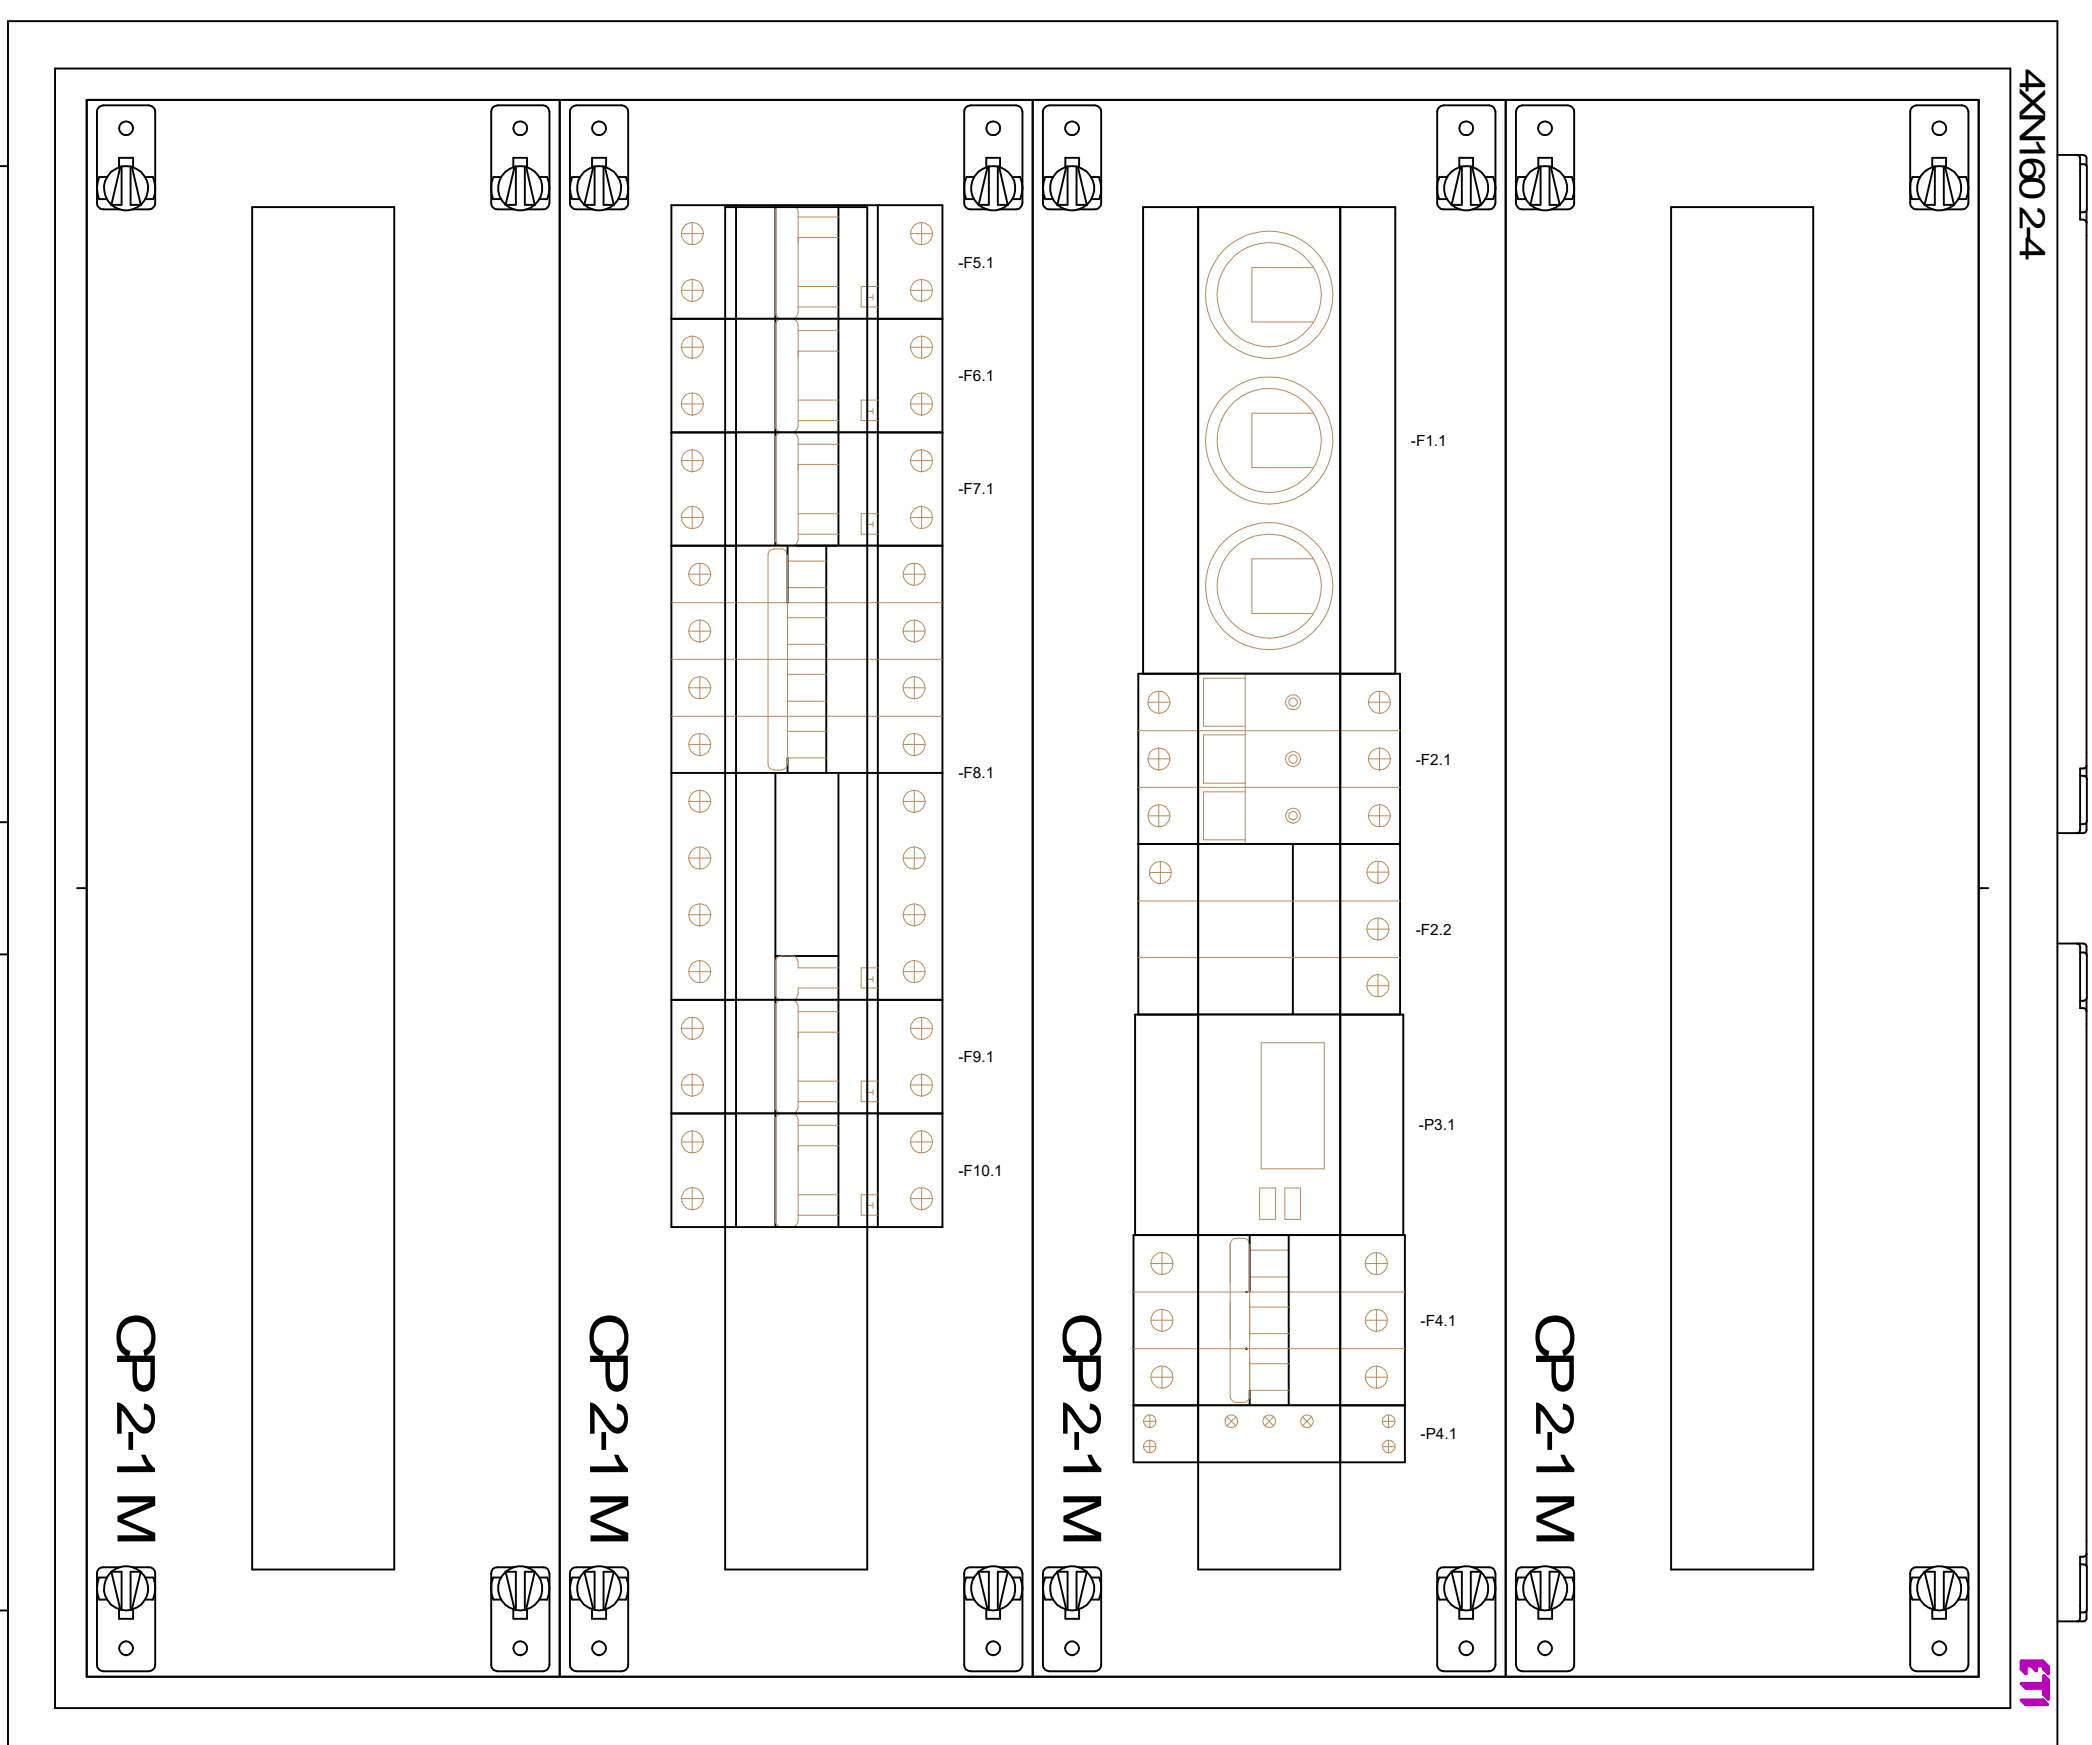 4XN160 2-4
-F5.1
-F6.1
-F7.1
-F8.1
-F9.1
-F10.1
-F1.1
-F2.1
-F2.2
-P3.1
-F4.1
-P4.1
CP 2-1 M
CP 2-1 M
CP 2-1 M
CP 2-1 M
ETI